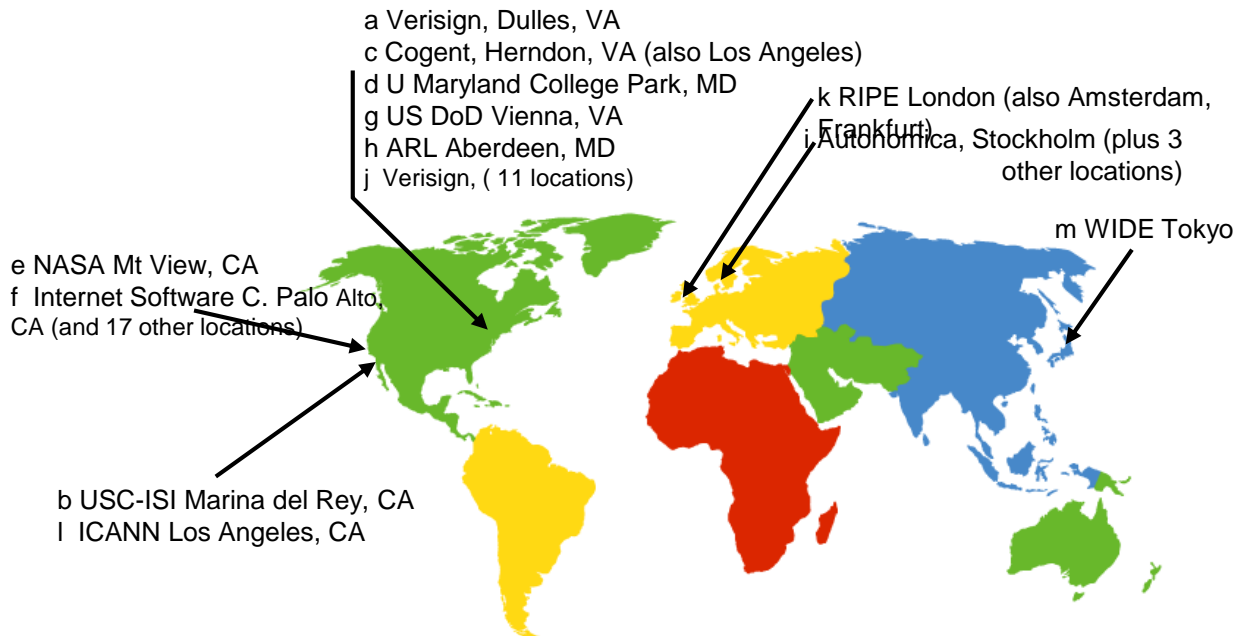 a Verisign, Dulles, VA
c Cogent, Herndon, VA (also Los Angeles)
d U Maryland College Park, MD
g US DoD Vienna, VA
h ARL Aberdeen, MD
j Verisign, ( 11 locations)
k RIPE London (also Amsterdam,
Frankfurt)
i Autonomica, Stockholm (plus 3
other locations)
m WIDE Tokyo
e NASA Mt View, CA
f Internet Software C. Palo Alto,
CA (and 17 other locations)
b USC-ISI Marina del Rey, CA
l ICANN Los Angeles, CA